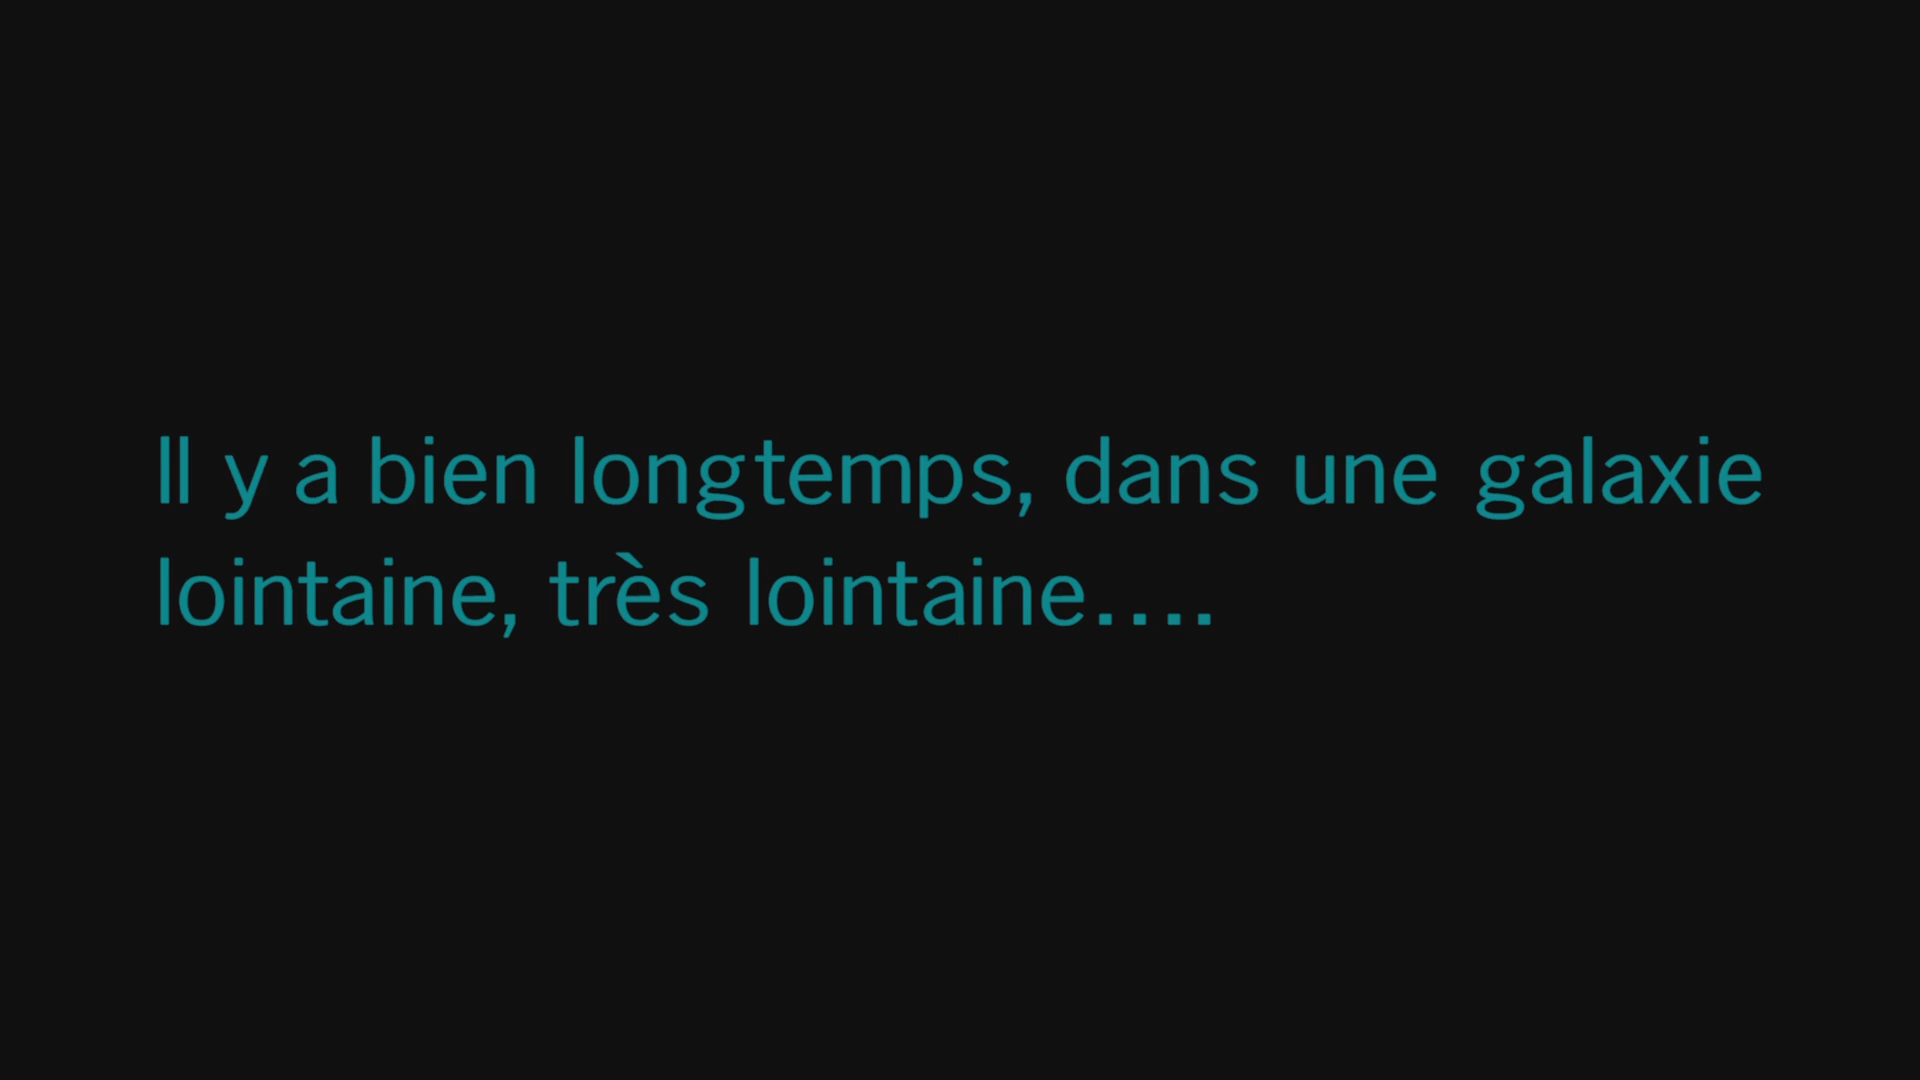 Il y a bien longtemps, dans une galaxie
lointaine, très lointaine....